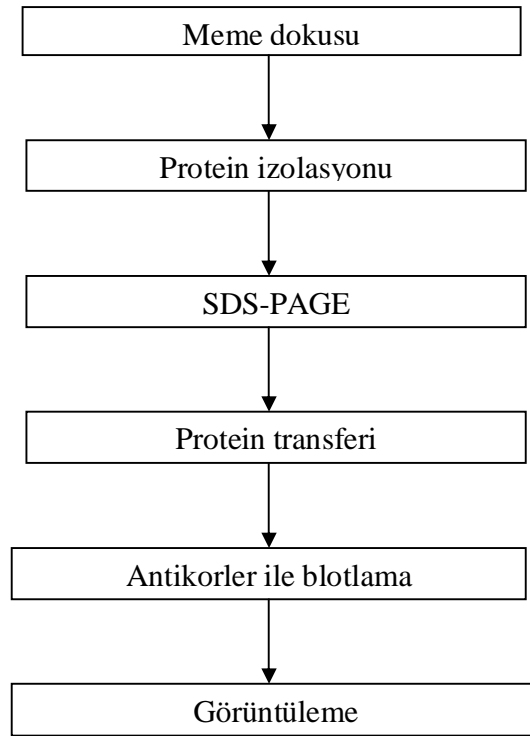 Meme dokusu
Protein izolasyonu
SDS-PAGE
Protein transferi
Antikorler ile blotlama
Görüntüleme